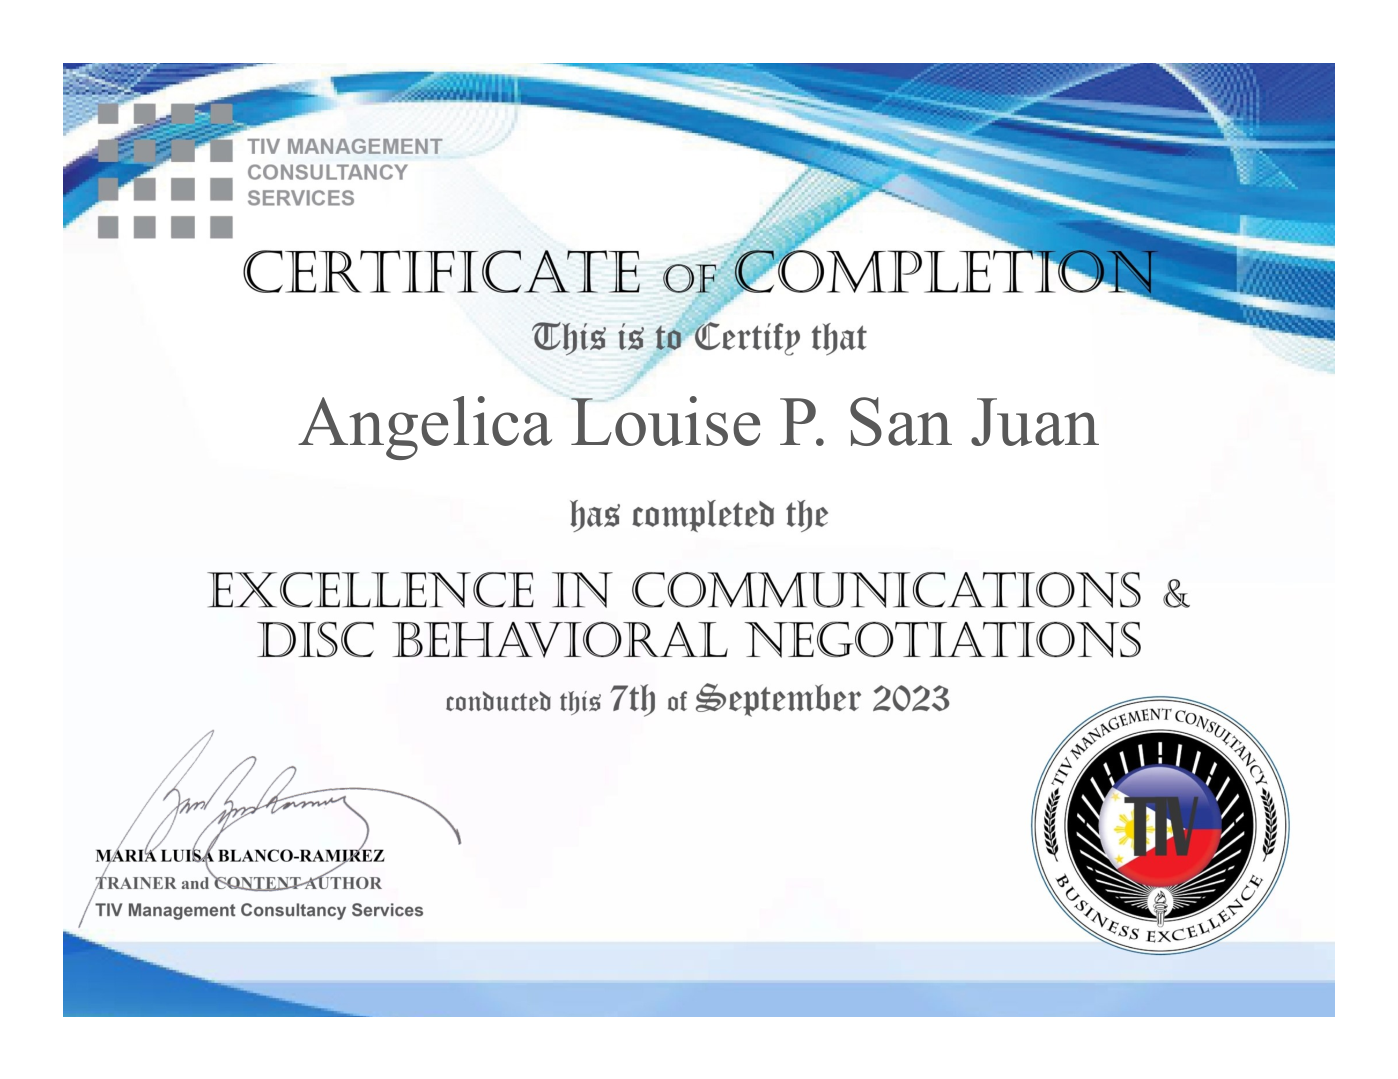 TIV MANAGEMENT
CONSULTANCY
SERVICES
CERTIFICATE OF COMPLETION
This is to Certify that
Angelica Louise P. San Juan
has completed the
EXCELLENCE IN COMMUNICATIONS &
DISC BEHAVIORAL NEGOTIATIONS
conducted this 7th of September 2023
MARIA LUISA BLANCO-RAMIREZ
TRAINER and CONTENT AUTHOR
TIV Management Consultancy Services
TIV MANAGEMENT CONSULTANCY
TIV
BUSINESS EXCELLENCE